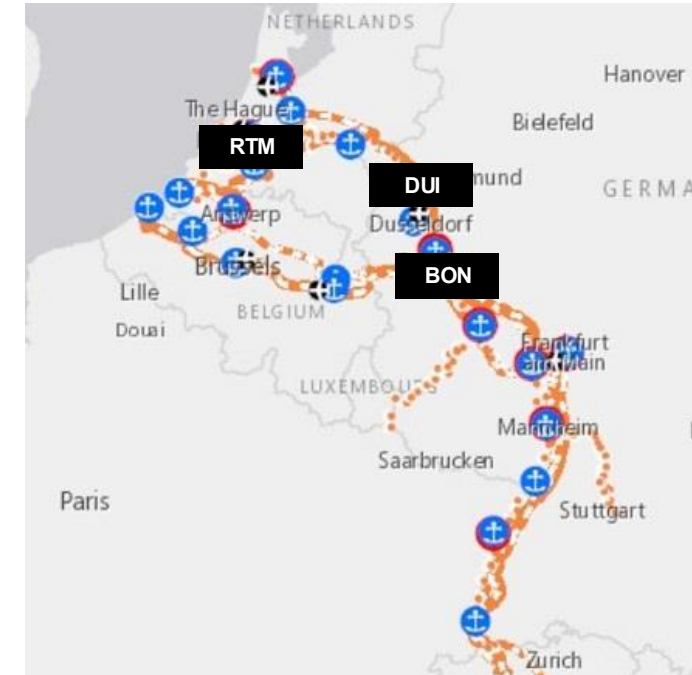 NETHERLANDS
Hanover
The Hague
Bielefeld
RTM
DUI
mund
GERMA
Antwerp
Dusseldorf
Brussels
BON
Lille
BELGIUM
Douai
Frankfurt
am Main
LUXEMBOURG
Mannheim
Saarbrucken
Paris
Stuttgart
Zurich